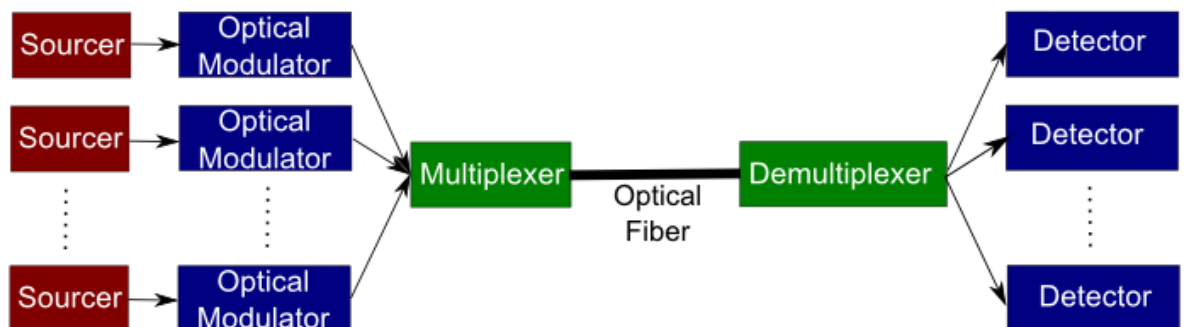 Sourcer
Optical
Modulator
Detector
Sourcer
Optical
Modulator
Detector
Multiplexer
Demultiplexer
Optical
Fiber
Sourcer
Optical
Modulator
Detector